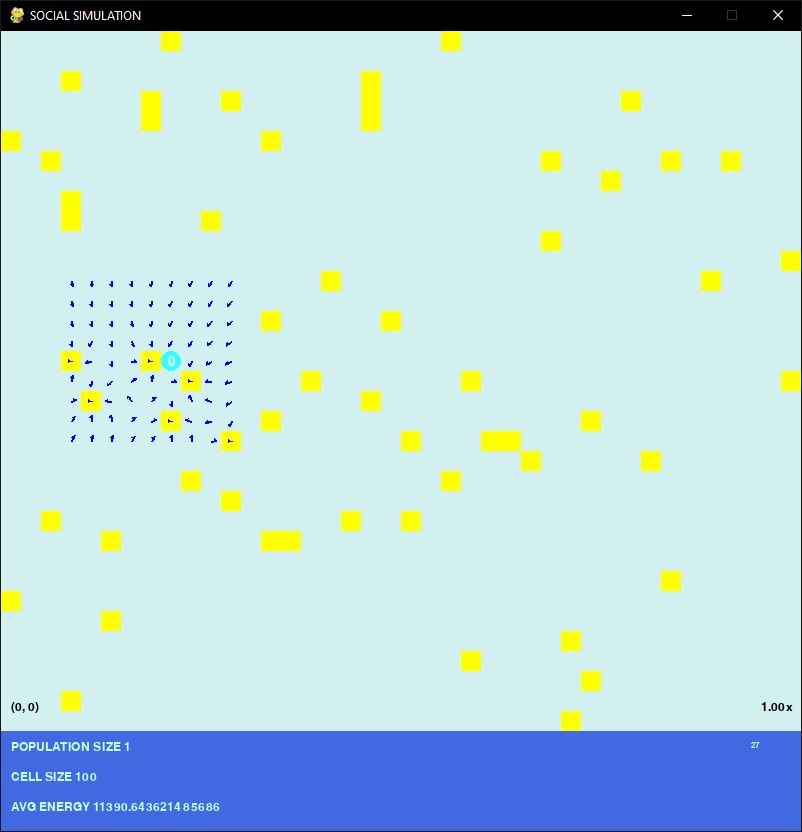 SOCIAL SIMULATION
0
(0, 0)
1.00x
POPULATION SIZE 1
27
CELL SIZE 100
AVG ENERGY 11390.643621485686